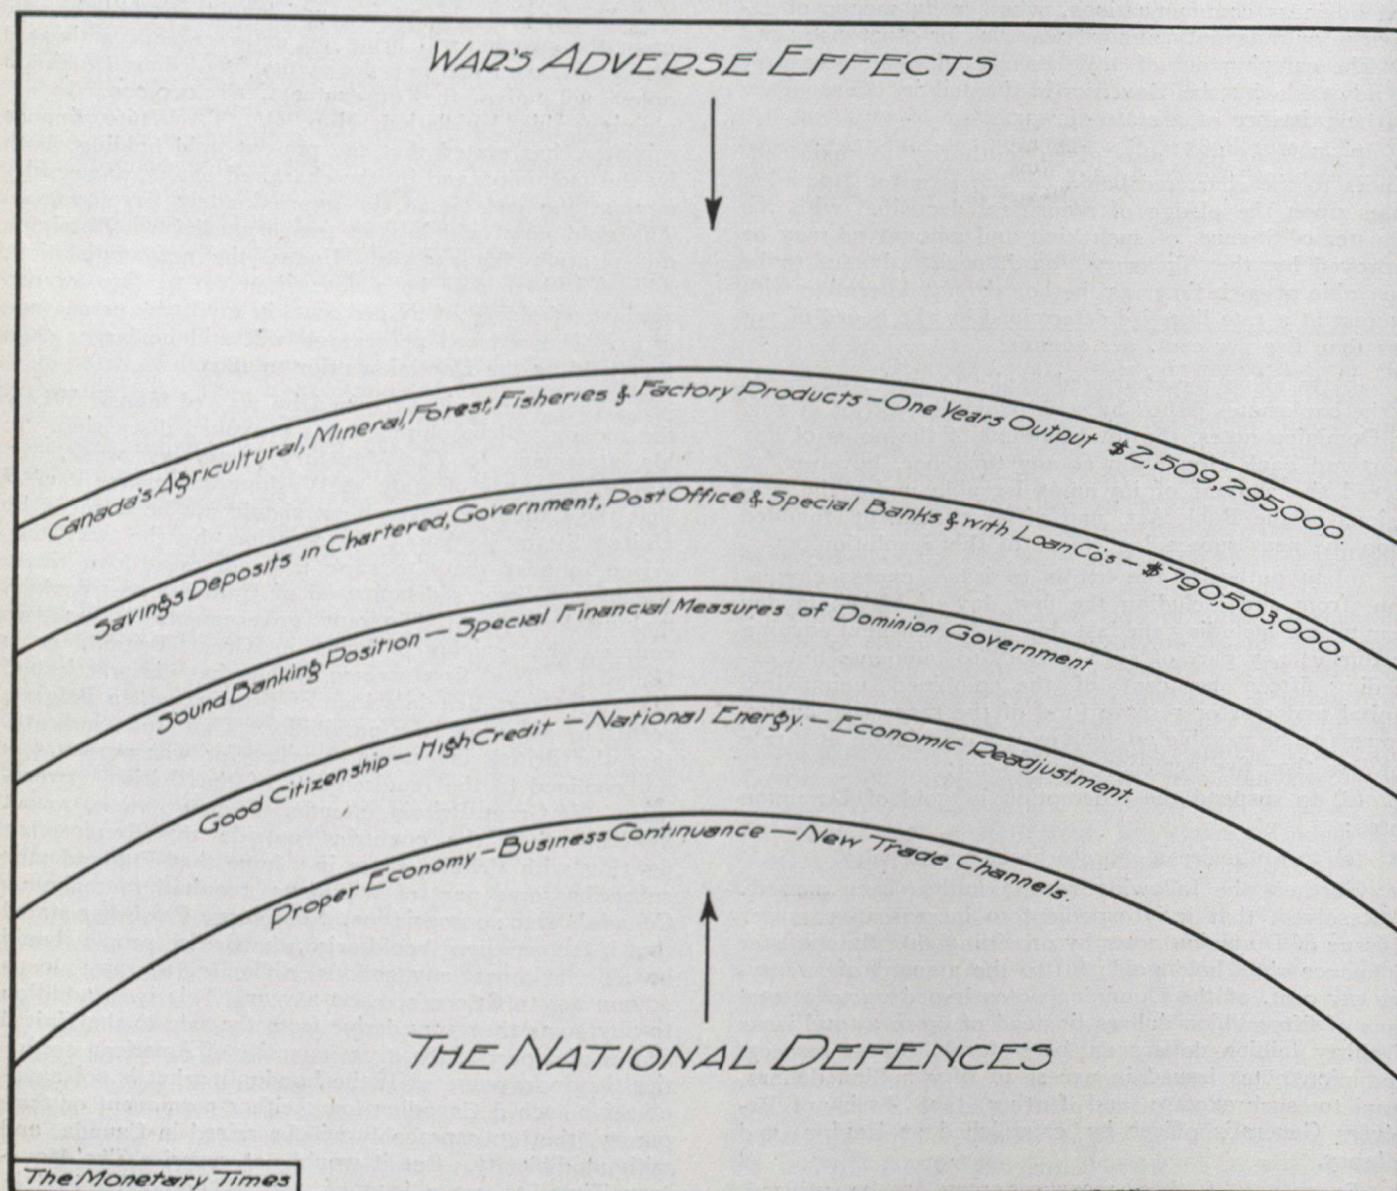 WAR'S ADVERSE EFFECTS
Canada's Agricultural, Mineral, Forest, Fisheries & Factory Products — One Years Output $2,509,295,000.
Savings Deposits in Chartered, Government, Post Office & Special Banks & with Loan Co's — $790,503,000
Sound Banking Position — Special Financial Measures of Dominion Government
Good Citizenship — High Credit — National Energy. — Economic Readjustment.
Proper Economy — Business Continuance — New Trade Channels.
THE NATIONAL DEFENCES
The Monetary Times